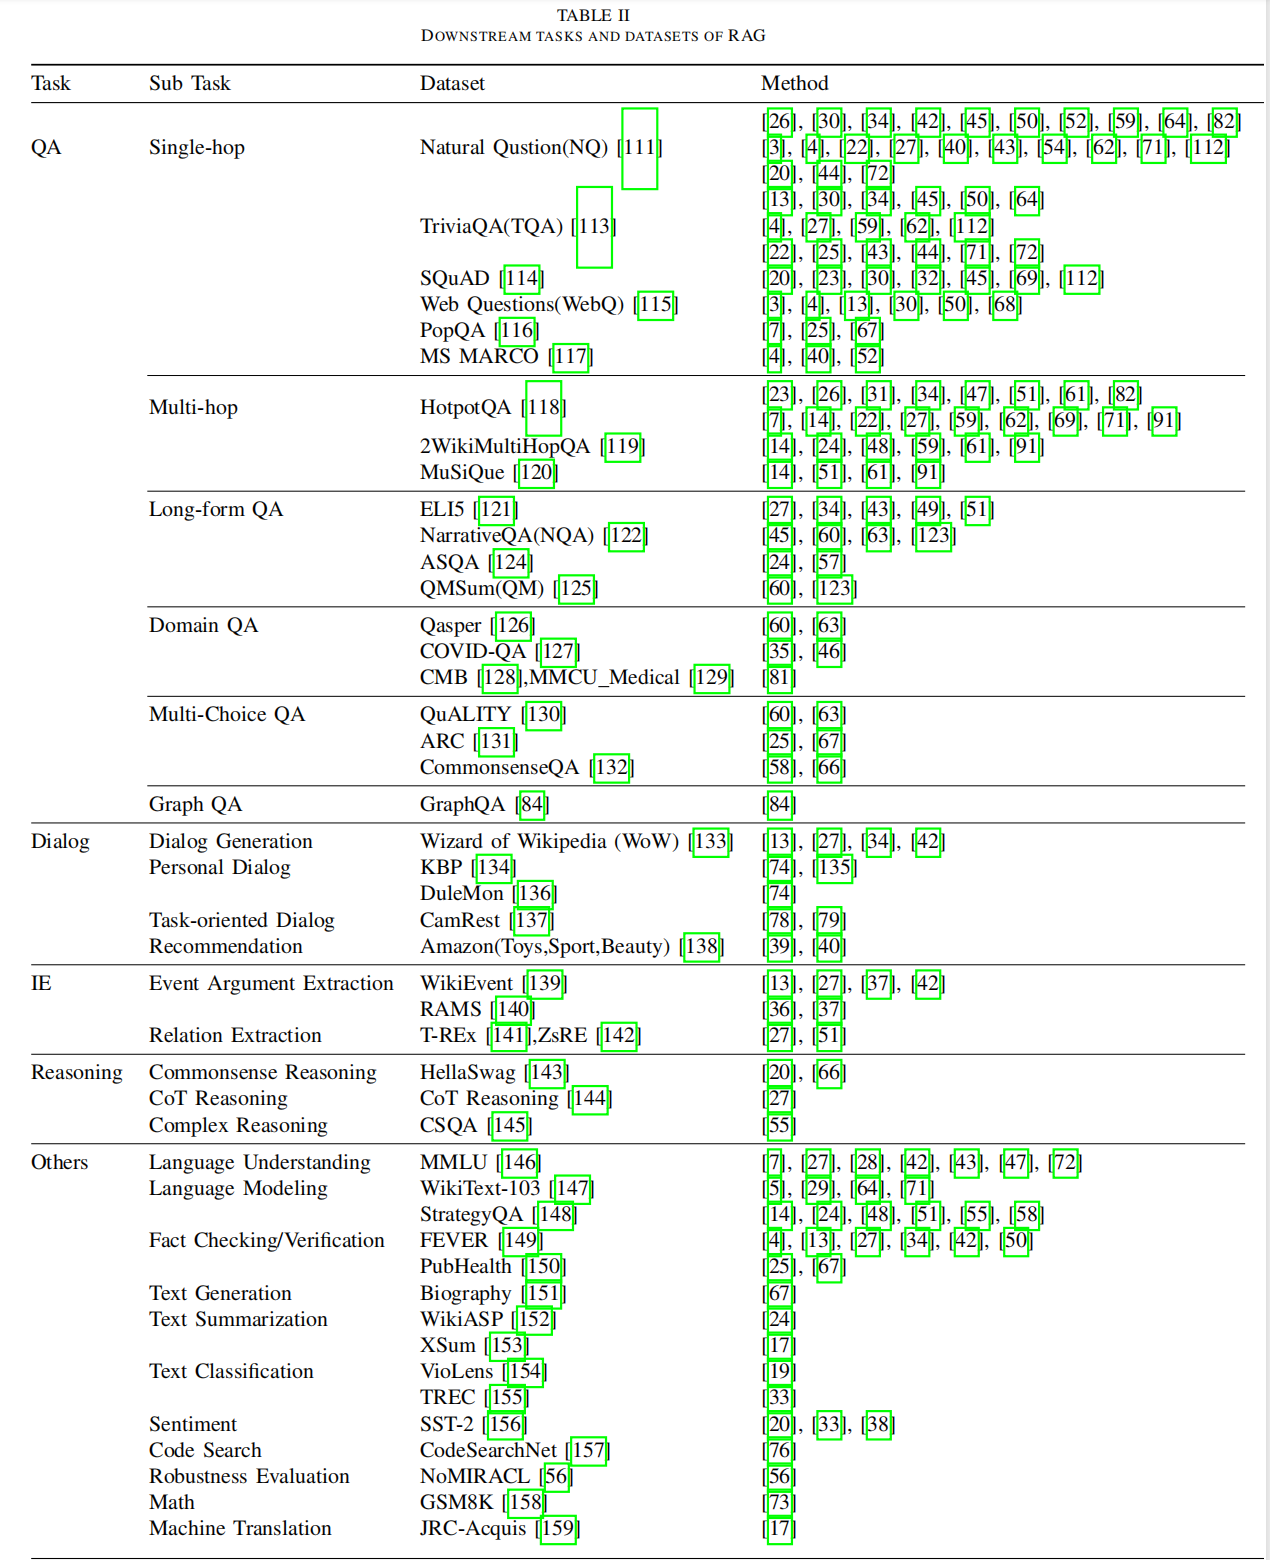 TABLE II
DOWNSTREAM TASKS AND DATASETS OF RAG
Task Sub Task Dataset Method
[26], [30], [34], [42], [45], [50], [52], [59], [64], [82]
QA Single-hop Natural Qustion(NQ) [111] [3], [4], [22], [27], [40], [43], [54], [62], [71], [112]
[20], [44], [72]
[13], [30], [34], [45], [50], [64]
TriviaQA(TQA) [113] [4], [27], [59], [62], [112]
[22], [25], [43], [44], [71], [72]
SQuAD [114] [20], [23], [30], [32], [45], [69], [112]
Web Questions(WebQ) [115] [3], [4], [13], [30], [50], [68]
PopQA [116] [7], [25], [67]
MS MARCO [117] [4], [40], [52]
[23], [26], [31], [34], [47], [51], [61], [82]
Multi-hop HotpotQA [118]
[7], [14], [22], [27], [59], [62], [69], [71], [91]
2WikiMultiHopQA [119] [14], [24], [48], [59], [61], [91]
MuSiQue [120] [14], [51], [61], [91]
Long-form QA ELI5 [121] [27], [34], [43], [49], [51]
NarrativeQA(NQA) [122] [45], [60], [63], [123]
ASQA [124] [24], [57]
QMSum(QM) [125] [60], [123]
Domain QA Qasper [126] [60], [63]
COVID-QA [127] [35], [46]
CMB [128],MMCU_Medical [129] [81]
Multi-Choice QA QuALITY [130] [60], [63]
ARC [131] [25], [67]
CommonsenseQA [132] [58], [66]
Graph QA GraphQA [84] [84]
Dialog Dialog Generation Wizard of Wikipedia (WoW) [133] [13], [27], [34], [42]
Personal Dialog KBP [134] [74], [135]
DuleMon [136] [74]
Task-oriented Dialog CamRest [137] [78], [79]
Recommendation Amazon(Toys,Sport,Beauty) [138] [39], [40]
IE Event Argument Extraction WikiEvent [139] [13], [27], [37], [42]
RAMS [140] [36], [37]
Relation Extraction T-REx [141],ZsRE [142] [27], [51]
Reasoning Commonsense Reasoning HellaSwag [143] [20], [66]
CoT Reasoning CoT Reasoning [144] [27]
Complex Reasoning CSQA [145] [55]
Others Language Understanding MMLU [146] [7], [27], [28], [42], [43], [47], [72]
Language Modeling WikiText-103 [147] [5], [29], [64], [71]
StrategyQA [148] [14], [24], [48], [51], [55], [58]
Fact Checking/Verification FEVER [149] [4], [13], [27], [34], [42], [50]
PubHealth [150] [25], [67]
Text Generation Biography [151] [67]
Text Summarization WikiASP [152] [24]
XSum [153] [17]
Text Classification VioLens [154] [19]
TREC [155] [33]
Sentiment SST-2 [156] [20], [33], [38]
Code Search CodeSearchNet [157] [76]
Robustness Evaluation NoMIRACL [56] [56]
Math GSM8K [158] [73]
Machine Translation JRC-Acquis [159] [17]